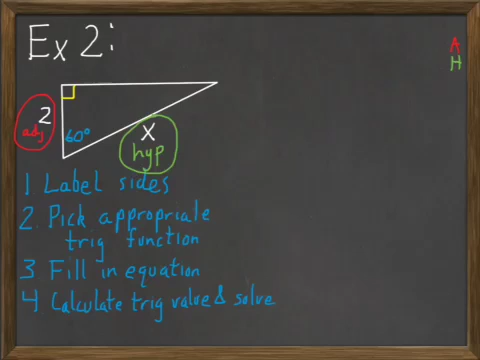 Ex 2:
A
H
2
adj
60°
x
hyp
1 Label sides
2. Pick appropriate
trig function
3 Fill in equation
4 Calculate trig value & solve